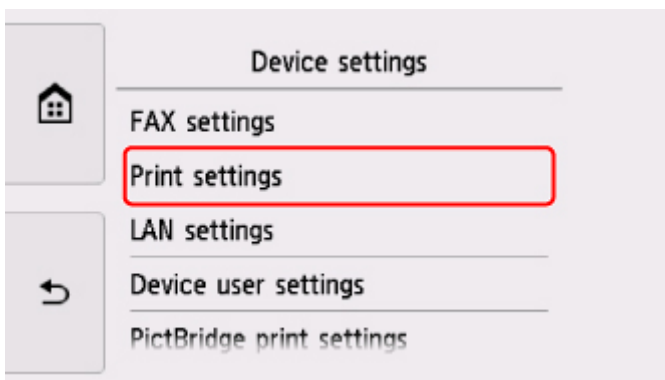 Device settings
FAX settings
Print settings
LAN settings
Device user settings
PictBridge print settings